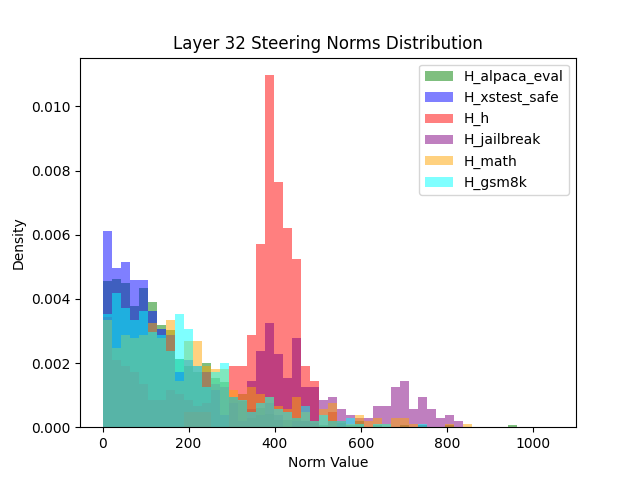 Layer 32 Steering Norms Distribution
H_alpaca_eval
H_xstest_safe
H_h
H_jailbreak
H_math
H_gsm8k
0.010
0.008
0.006
0.004
0.002
0.000
Density
0 200 400 600 800 1000
Norm Value